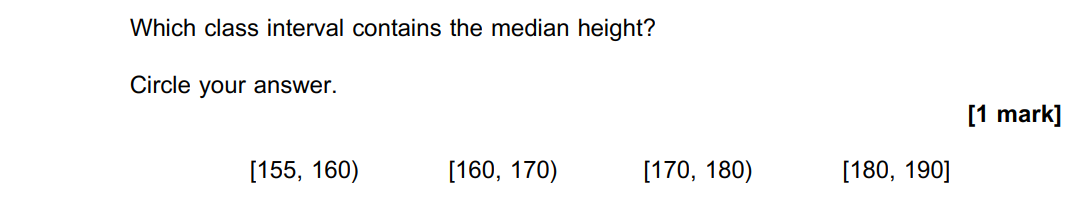 Which class interval contains the median height?
Circle your answer.
[1 mark]
[155, 160) [160, 170) [170, 180) [180, 190]